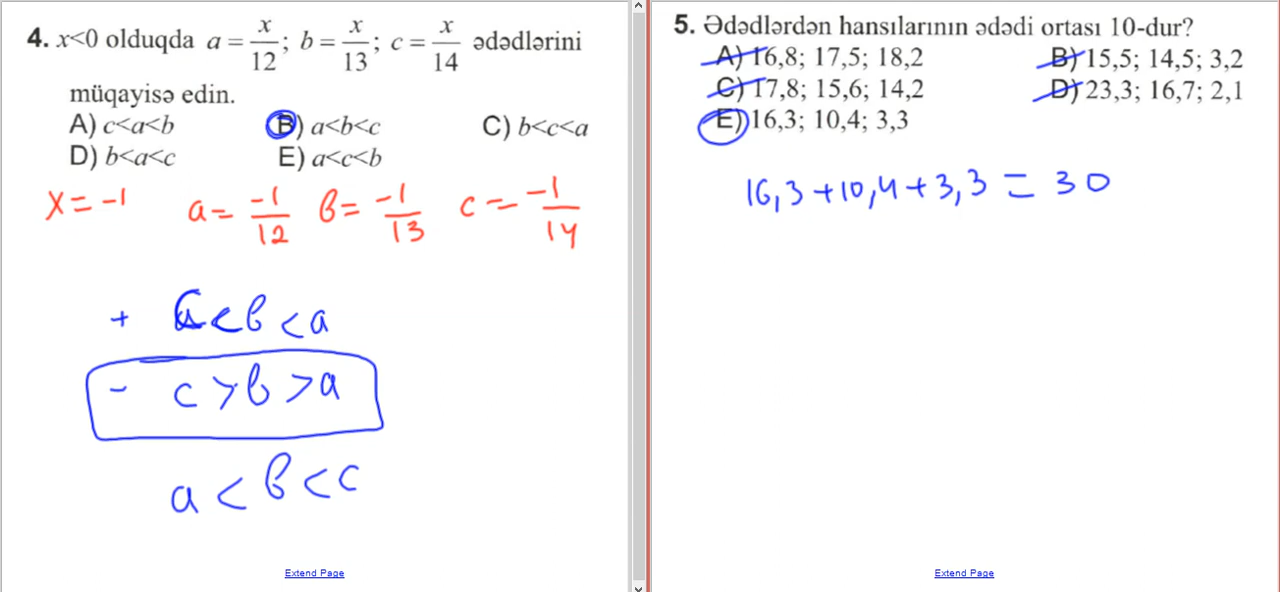 4. x<0 olduqda a = x/12; b = x/13; c = x/14 ədədlərini
müqayisə edin.
A) c<a<b B) a<b<c C) b<c<a
D) b<a<c E) a<c<b
x = -1 a = -1/12 b = -1/13 c = -1/14
+ c < b < a
- c > b > a
a < b < c
Extend Page
5. Ədədlərdən hansılarının ədədi ortası 10-dur?
A) 16,8; 17,5; 18,2 B) 15,5; 14,5; 3,2
C) 17,8; 15,6; 14,2 D) 23,3; 16,7; 2,1
E) 16,3; 10,4; 3,3
16,3 + 10,4 + 3,3 = 30
Extend Page